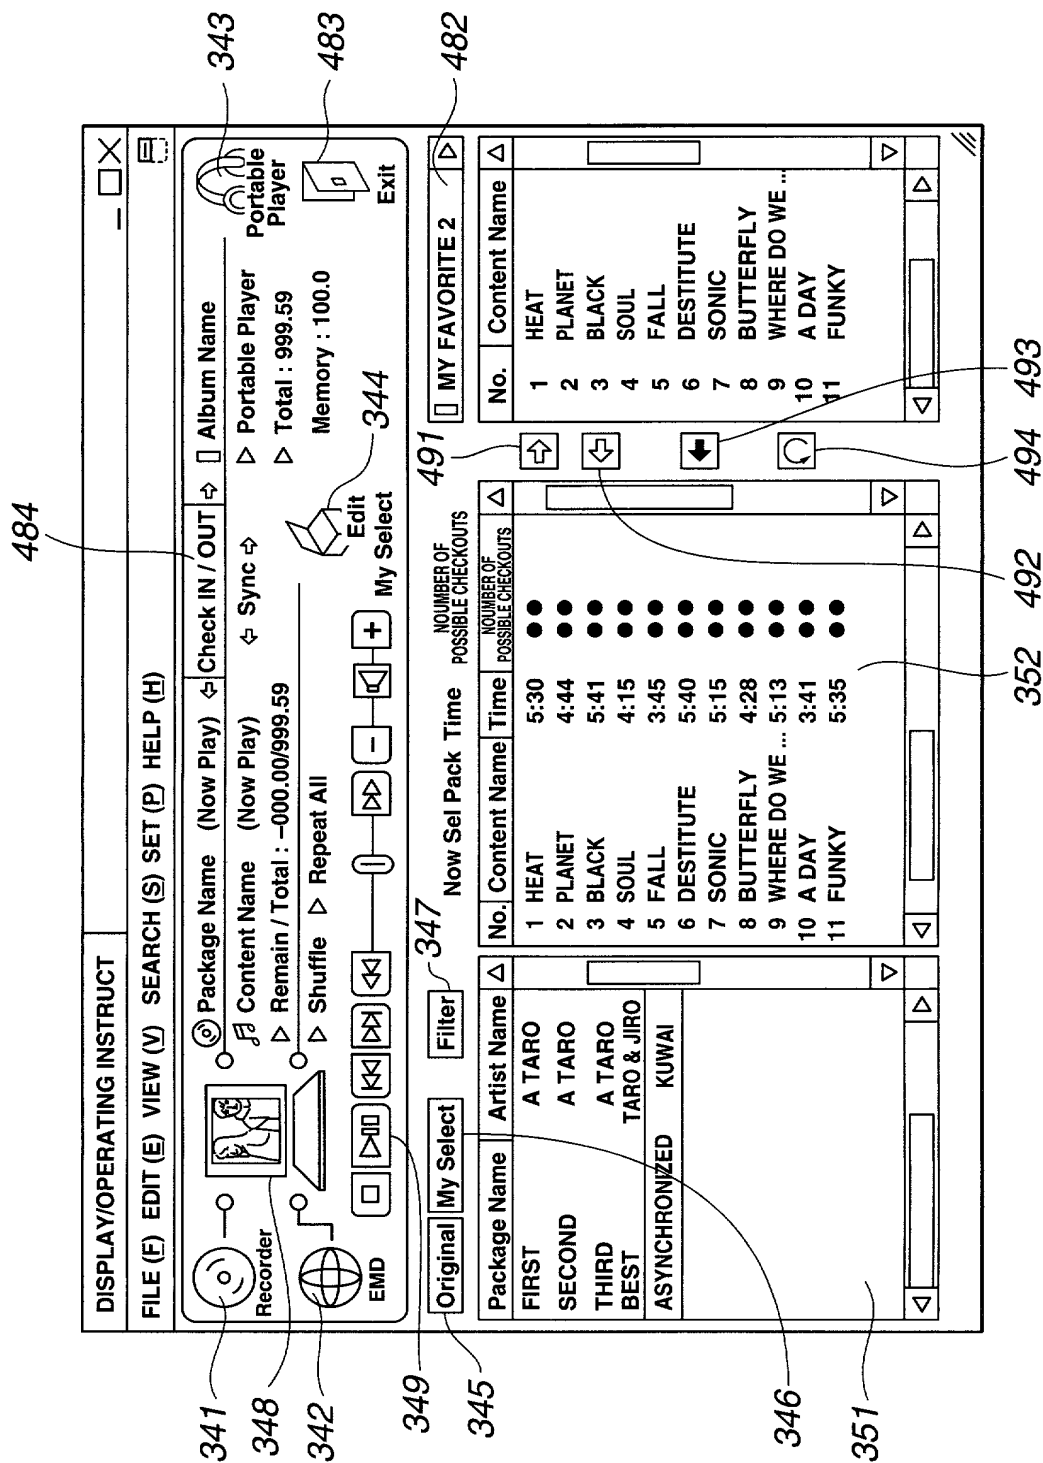 484
343
483
482
DISPLAY/OPERATING INSTRUCT
FILE (F) EDIT (E) VIEW (V) SEARCH (S) SET (P) HELP (H)
Recorder
EMD
Package Name (Now Play)
Check IN / OUT
Album Name
Content Name (Now Play)
Sync
Portable Player
Remain / Total : –000.00/999.59
Total : 999.59
Shuffle Repeat All
Memory : 100.0
Portable
Player
Exit
Edit
My Select
344
341
348
342
349
345
346
351
Original My Select Filter
347
Now Sel Pack Time
NOUMBER OF
POSSIBLE CHECKOUTS
491
MY FAVORITE 2
Package Name Artist Name
FIRST A TARO
SECOND A TARO
THIRD A TARO
BEST TARO & JIRO
ASYNCHRONIZED KUWAI
No. Content Name Time NOUMBER OF
POSSIBLE CHECKOUTS
1 HEAT 5:30
2 PLANET 4:44
3 BLACK 5:41
4 SOUL 4:15
5 FALL 3:45
6 DESTITUTE 5:40
7 SONIC 5:15
8 BUTTERFLY 4:28
9 WHERE DO WE ... 5:13
10 A DAY 3:41
11 FUNKY 5:35
No. Content Name
1 HEAT
2 PLANET
3 BLACK
4 SOUL
5 FALL
6 DESTITUTE
7 SONIC
8 BUTTERFLY
9 WHERE DO WE ...
10 A DAY
11 FUNKY
352
492
494
493